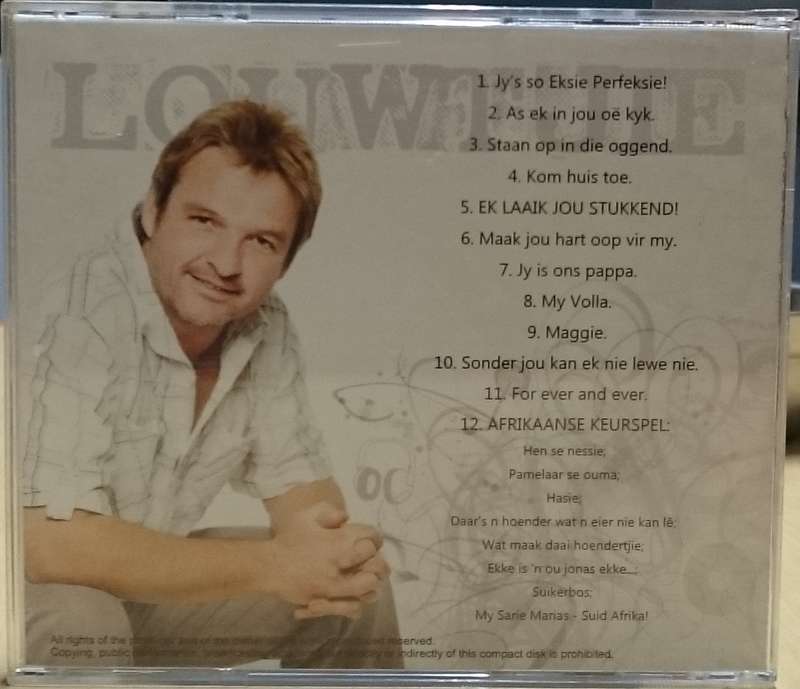 LOUWTJIE
1. Jy's so Eksie Perfeksie!
2. As ek in jou oë kyk.
3. Staan op in die oggend.
4. Kom huis toe.
5. EK LAAIK JOU STUKKEND!
6. Maak jou hart oop vir my.
7. Jy is ons pappa.
8. My Volla.
9. Maggie.
10. Sonder jou kan ek nie lewe nie.
11. For ever and ever.
12. AFRIKAANSE KEURSPEL:
Hen se nessie;
Pamelaar se ouma;
Hasie;
Daar's n hoender wat n eier nie kan lê;
Wat maak daai hoendertjie;
Ekke is 'n ou jonas ekke...;
Suikerbos;
My Sarie Marias - Suid Afrika!
All rights of the producer and of the owner reserved.
Copying, public indirectly of this compact disk is prohibited.